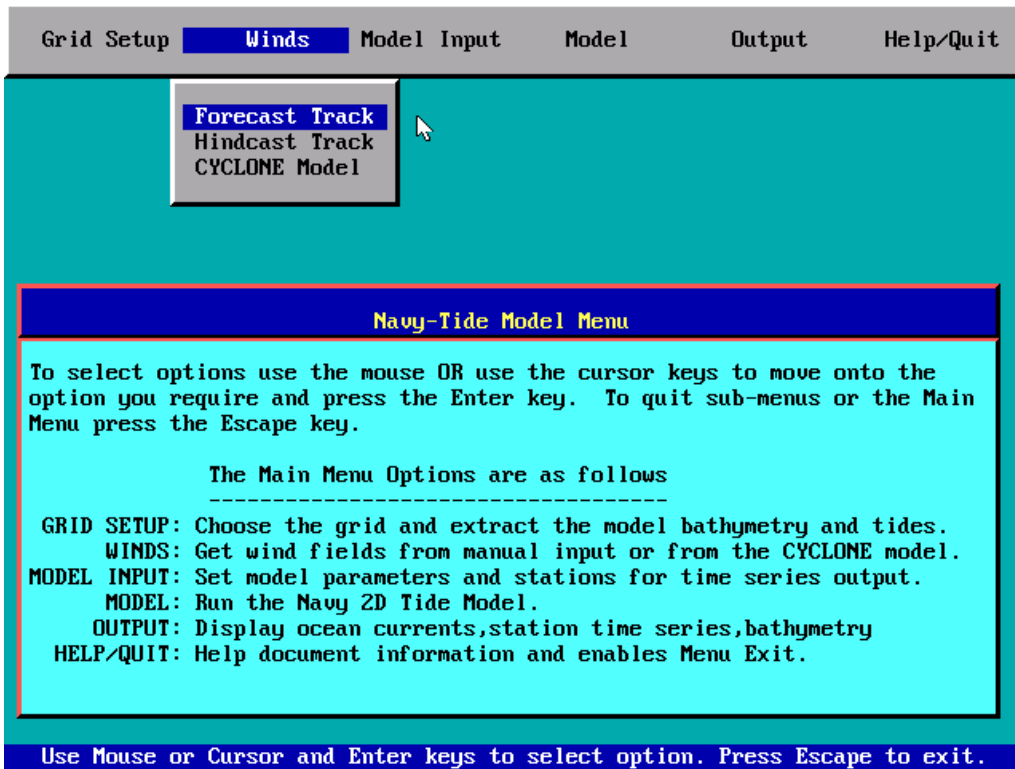 Grid Setup Winds Model Input Model Output Help/Quit
Forecast Track
Hindcast Track
CYCLONE Model
Navy-Tide Model Menu
To select options use the mouse OR use the cursor keys to move onto the
option you require and press the Enter key. To quit sub-menus or the Main
Menu press the Escape key.
The Main Menu Options are as follows
------------------------------------
GRID SETUP: Choose the grid and extract the model bathymetry and tides.
WINDS: Get wind fields from manual input or from the CYCLONE model.
MODEL INPUT: Set model parameters and stations for time series output.
MODEL: Run the Navy 2D Tide Model.
OUTPUT: Display ocean currents,station time series,bathymetry
HELP/QUIT: Help document information and enables Menu Exit.
Use Mouse or Cursor and Enter keys to select option. Press Escape to exit.